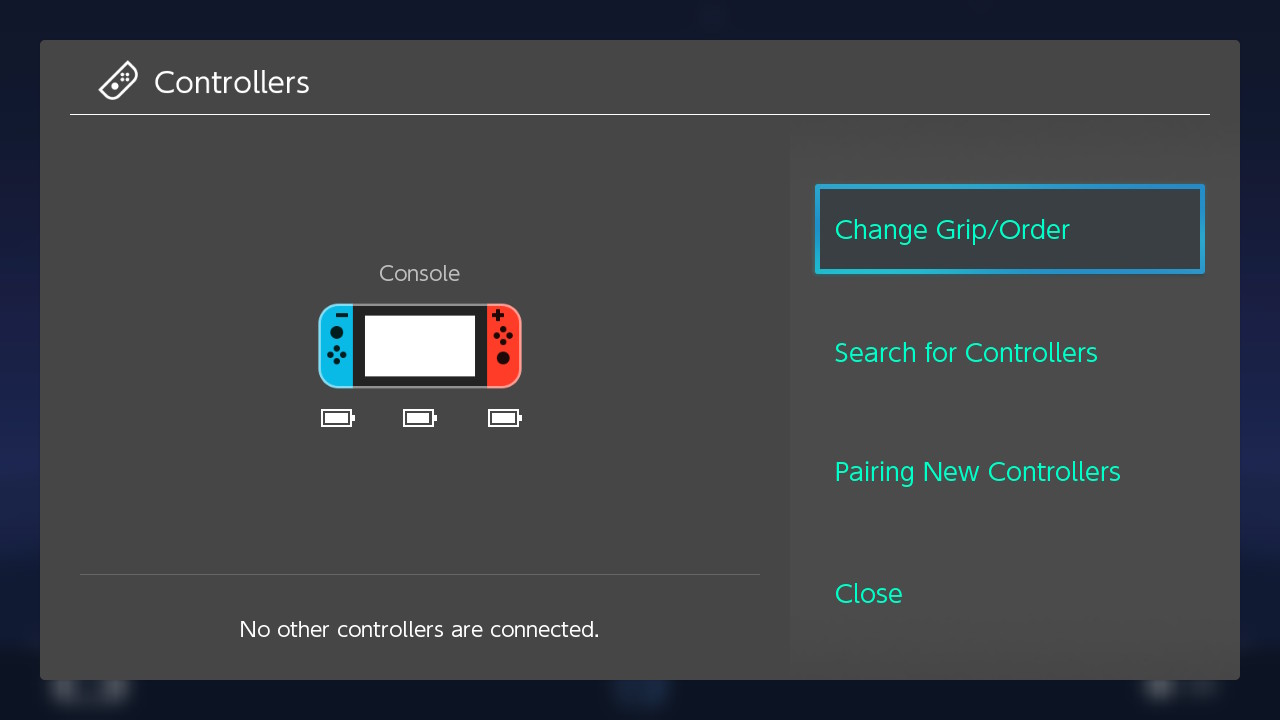 Controllers
Console
No other controllers are connected.
Change Grip/Order
Search for Controllers
Pairing New Controllers
Close